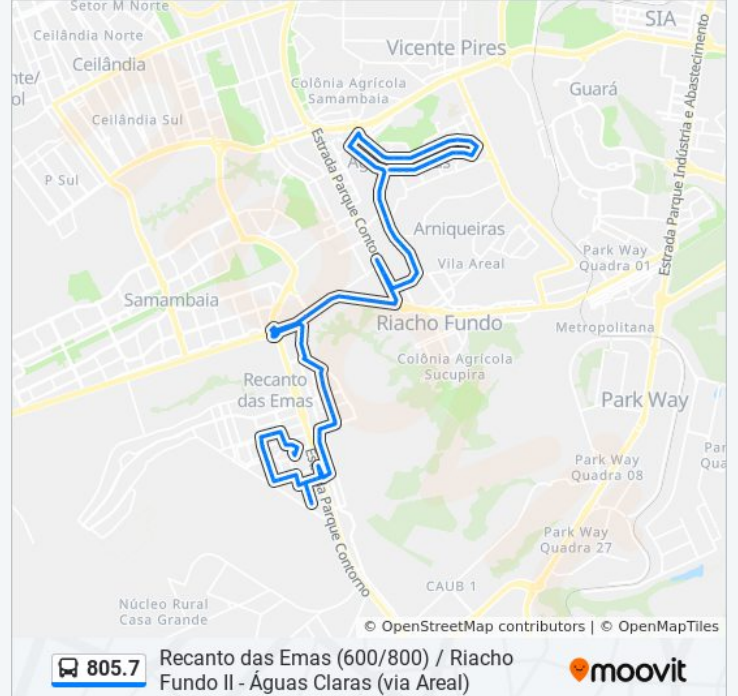 Setor M Norte
SIA
Ceilândia Norte
Vicente Pires
Ceilândia
Colônia Agrícola
Samambaia
Guará
Ceilândia Sul
Estrada Parque Indústria e Abastecimento
Estrada Parque Contorno
P Sul
Arniqueiras
Vila Areal
Park Way
Quadra 01
Samambaia
Riacho Fundo
Metropolitana
Colônia Agrícola
Sucupira
Recanto
das Emas
Park Way
Park Way
Quadra 08
Estrada Parque Contorno
Park Way
Quadra 27
CAUB 1
Núcleo Rural
Casa Grande
© OpenStreetMap contributors | © OpenMapTiles
805.7
Recanto das Emas (600/800) / Riacho
Fundo II - Águas Claras (via Areal)
moovit